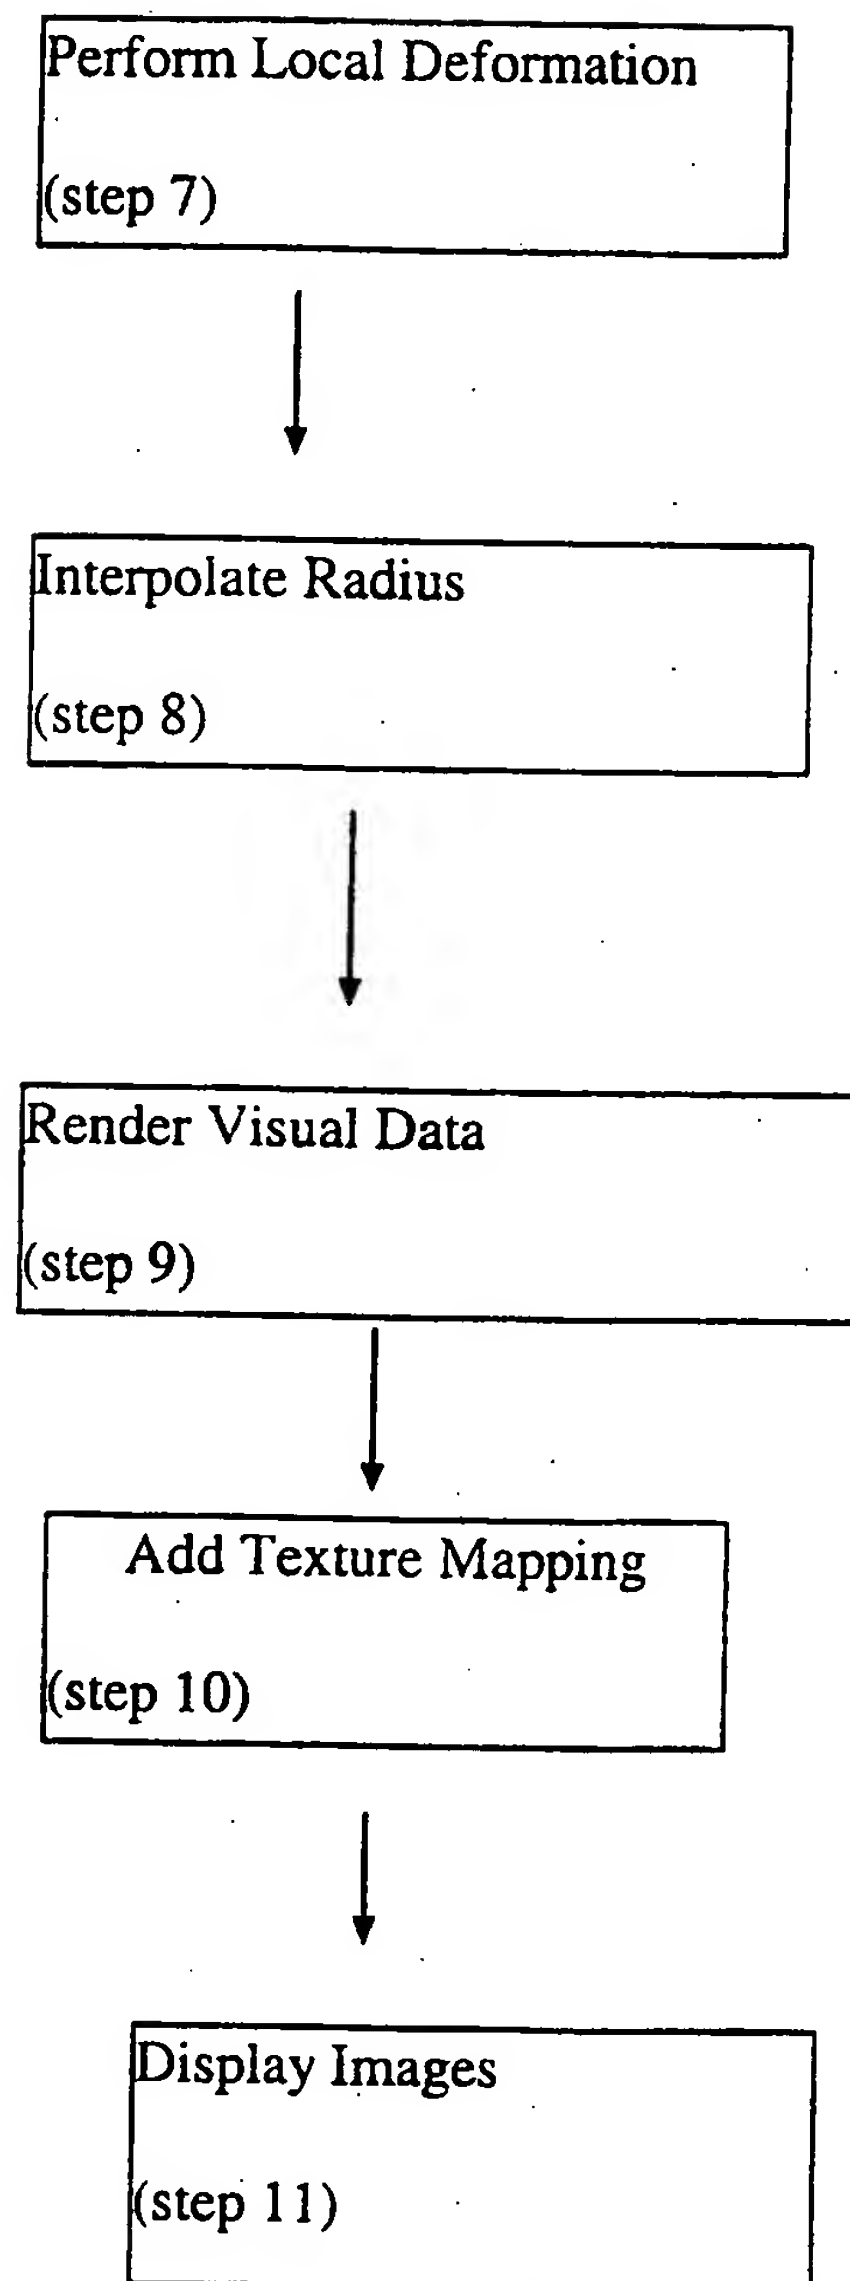 Perform Local Deformation
(step 7)
Interpolate Radius
(step 8)
Render Visual Data
(step 9)
Add Texture Mapping
(step 10)
Display Images
(step 11)